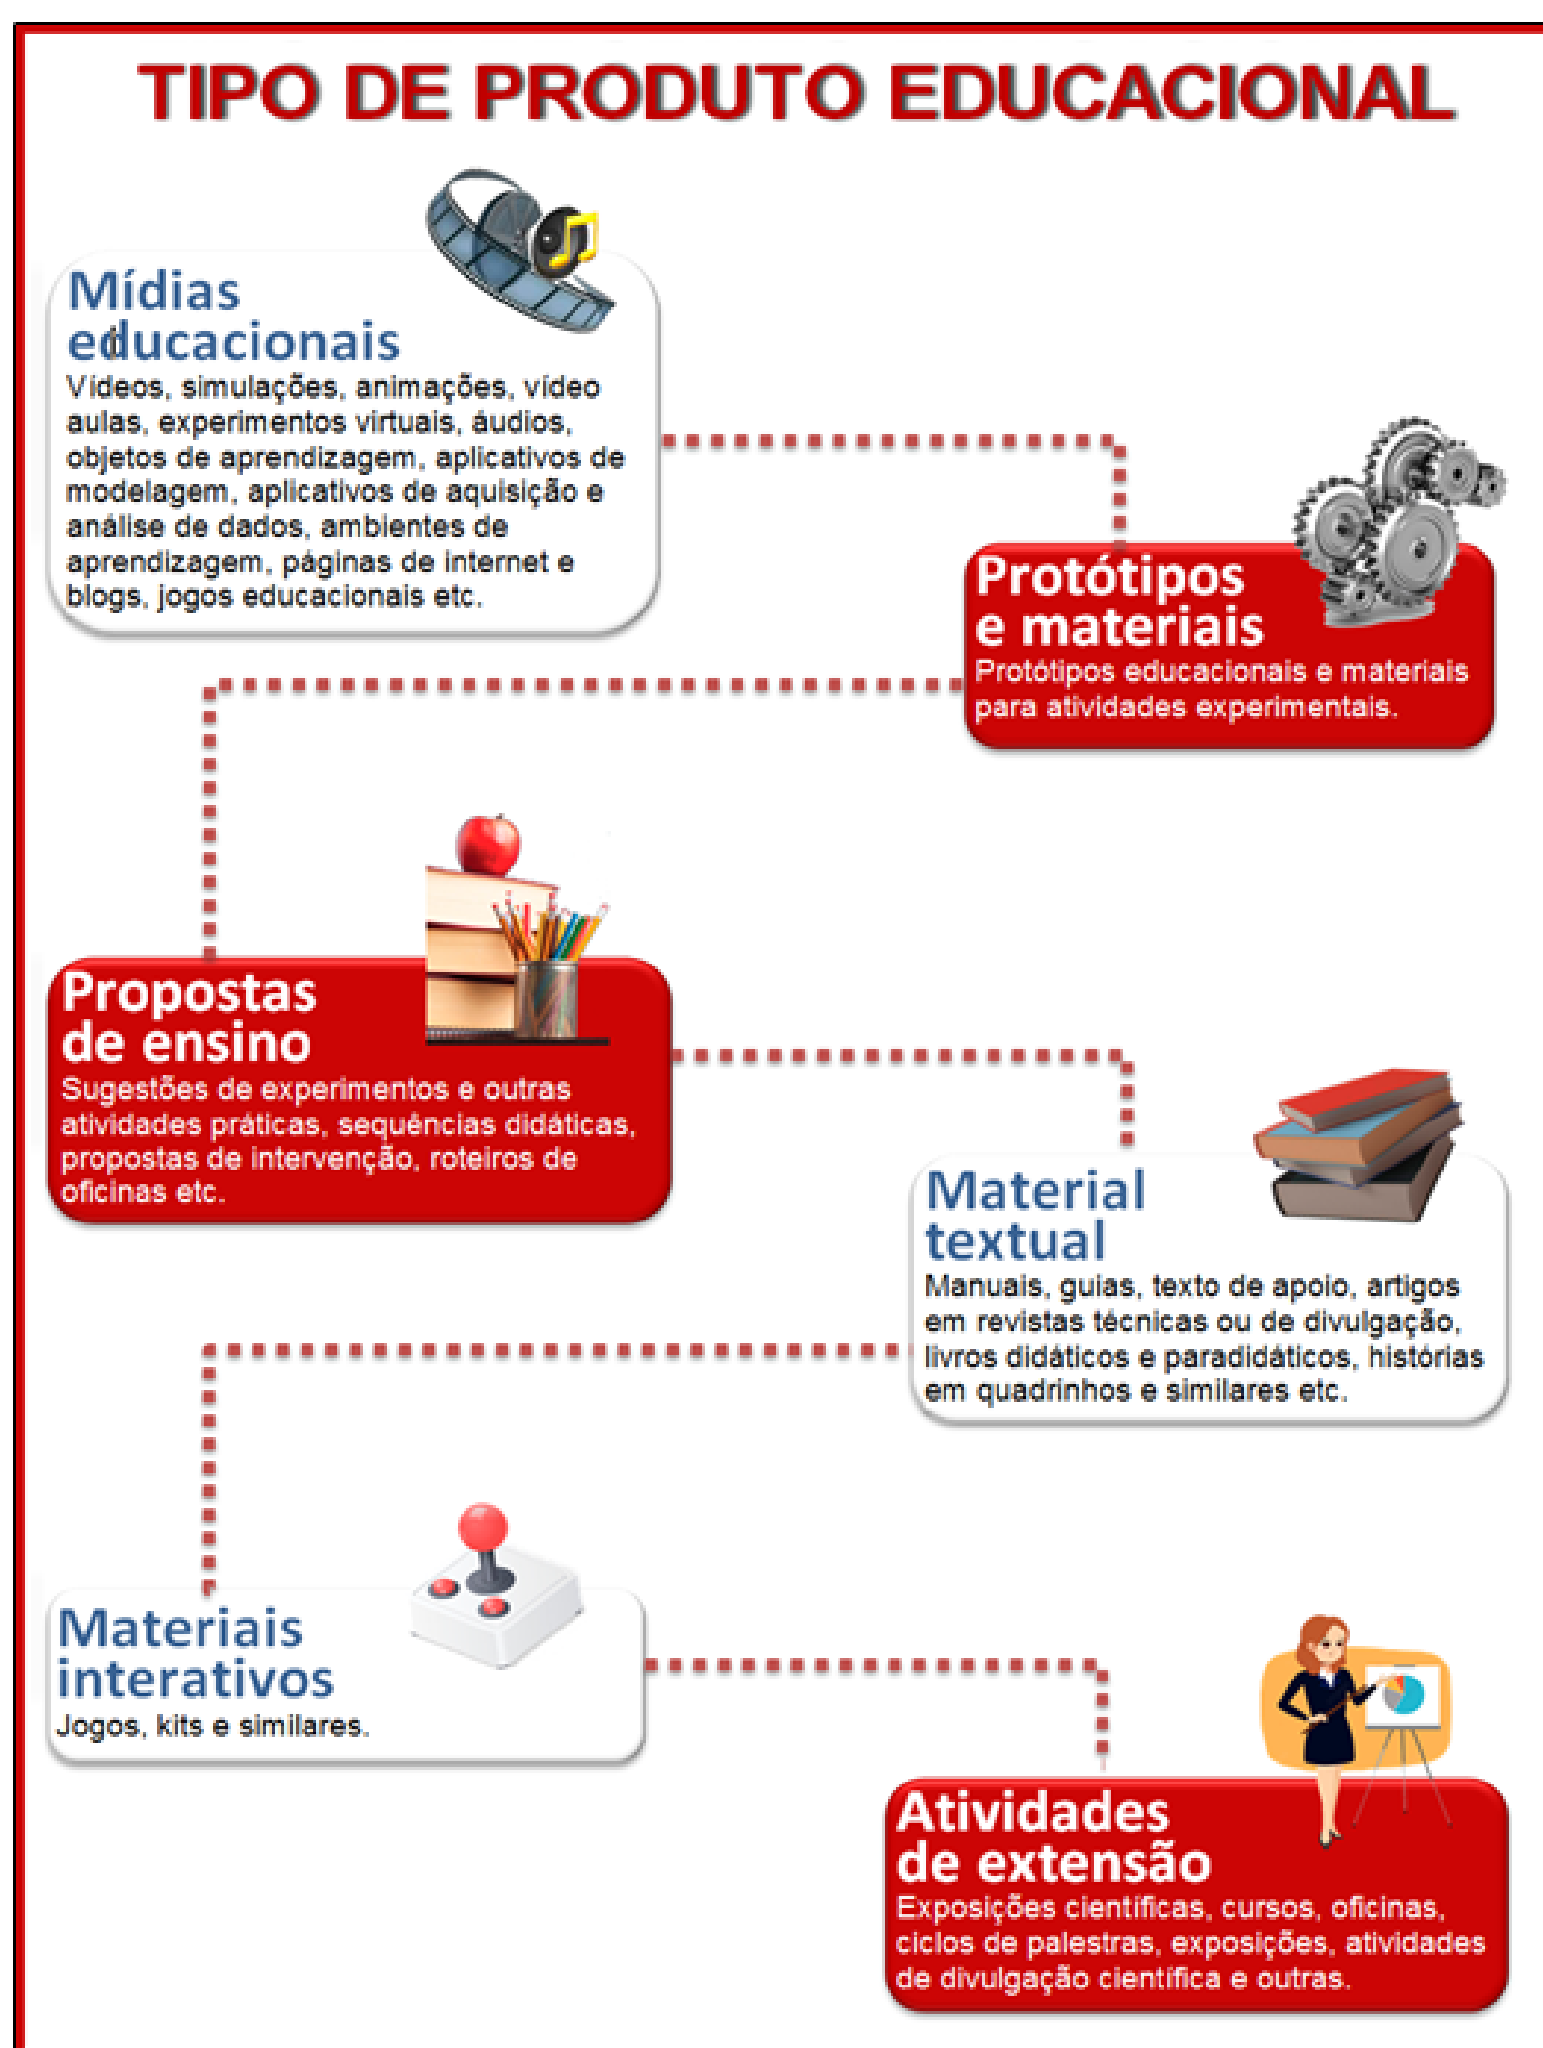 TIPO DE PRODUTO EDUCACIONAL
Mídias
educacionais
Vídeos, simulações, animações, vídeo
aulas, experimentos virtuais, áudios,
objetos de aprendizagem, aplicativos de
modelagem, aplicativos de aquisição e
análise de dados, ambientes de
aprendizagem, páginas de internet e
blogs, jogos educacionais etc.
Protótipos
e materiais
Protótipos educacionais e materiais
para atividades experimentais.
Propostas
de ensino
Sugestões de experimentos e outras
atividades práticas, sequências didáticas,
propostas de intervenção, roteiros de
oficinas etc.
Material
textual
Manuais, guias, texto de apoio, artigos
em revistas técnicas ou de divulgação,
livros didáticos e paradidáticos, histórias
em quadrinhos e similares etc.
Materiais
interativos
Jogos, kits e similares.
Atividades
de extensão
Exposições científicas, cursos, oficinas,
ciclos de palestras, exposições, atividades
de divulgação científica e outras.